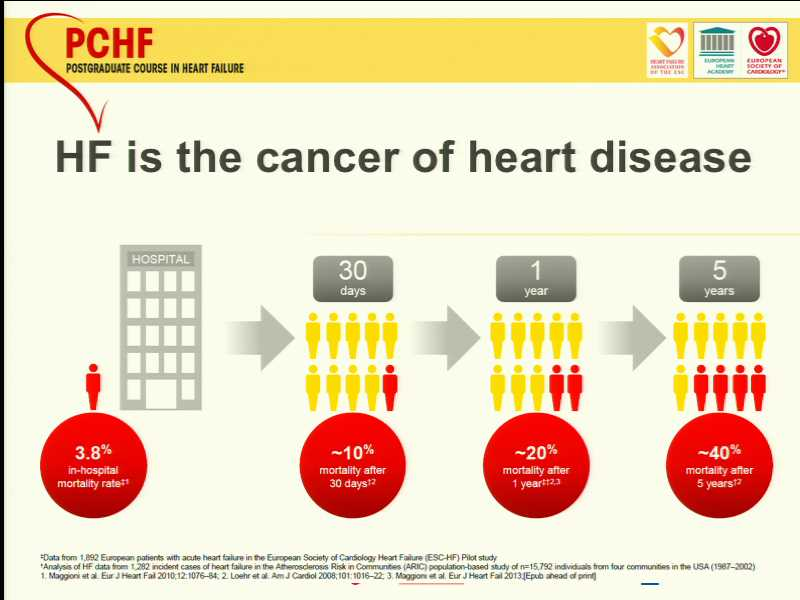 PCHF
POSTGRADUATE COURSE IN HEART FAILURE
HEART FAILURE
ASSOCIATION
OF THE ESC
EUROPEAN
HEART
ACADEMY
EUROPEAN
SOCIETY OF
CARDIOLOGY®
HF is the cancer of heart disease
HOSPITAL
30
days
1
year
5
years
3.8%
in-hospital
mortality rate‡1
~10%
mortality after
30 days†2
~20%
mortality after
1 year‡†2,3
~40%
mortality after
5 years†2
‡Data from 1,892 European patients with acute heart failure in the European Society of Cardiology Heart Failure (ESC-HF) Pilot study
†Analysis of HF data from 1,282 incident cases of heart failure in the Atherosclerosis Risk in Communities (ARIC) population-based study of n=15,792 individuals from four communities in the USA (1987–2002)
1. Maggioni et al. Eur J Heart Fail 2010;12:1076–84; 2. Loehr et al. Am J Cardiol 2008;101:1016–22; 3. Maggioni et al. Eur J Heart Fail 2013;[Epub ahead of print]